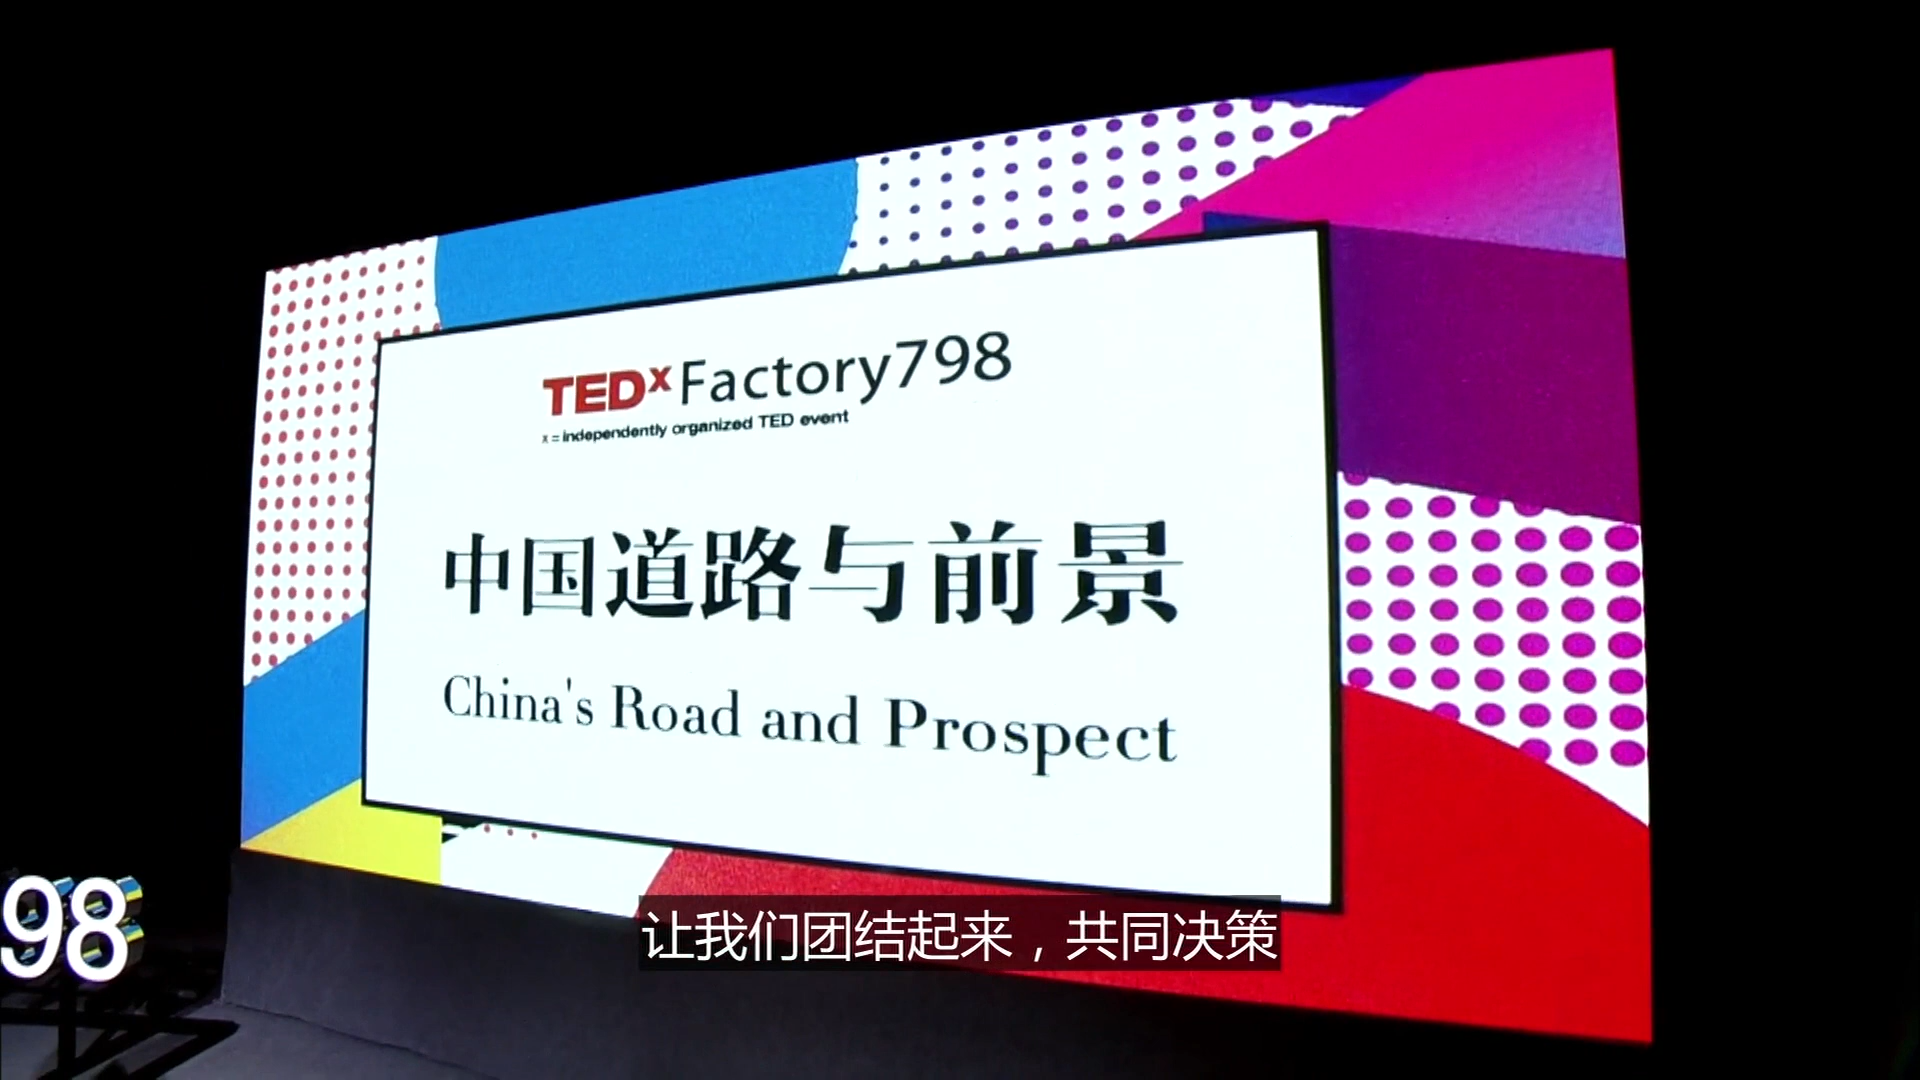 TEDx Factory798
x = independently organized TED event
中国道路与前景
China's Road and Prospect
98
让我们团结起来，共同决策